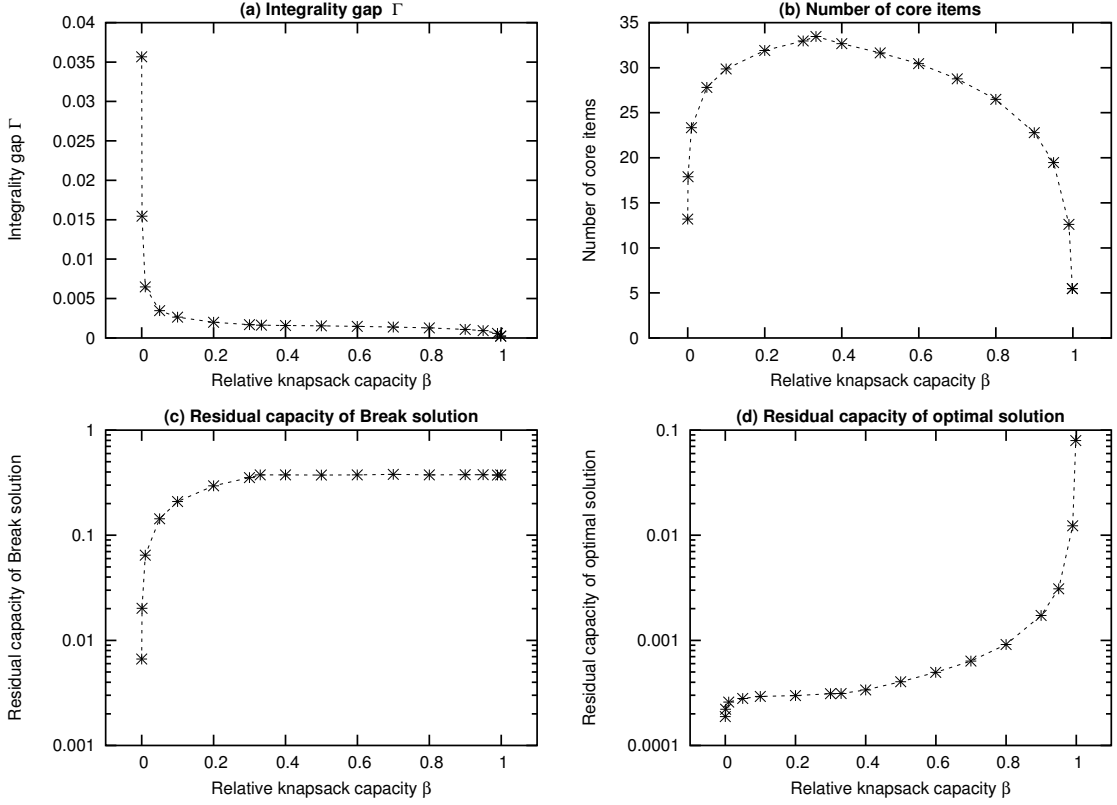 (a) Integrality gap Γ
0.04
0.035
0.03
0.025
0.02
0.015
0.01
0.005
0
Integrality gap Γ
0 0.2 0.4 0.6 0.8 1
Relative knapsack capacity β
(b) Number of core items
35
30
25
20
15
10
5
0
Number of core items
0 0.2 0.4 0.6 0.8 1
Relative knapsack capacity β
(c) Residual capacity of Break solution
1
0.1
0.01
0.001
Residual capacity of Break solution
0 0.2 0.4 0.6 0.8 1
Relative knapsack capacity β
(d) Residual capacity of optimal solution
0.1
0.01
0.001
0.0001
Residual capacity of optimal solution
0 0.2 0.4 0.6 0.8 1
Relative knapsack capacity β